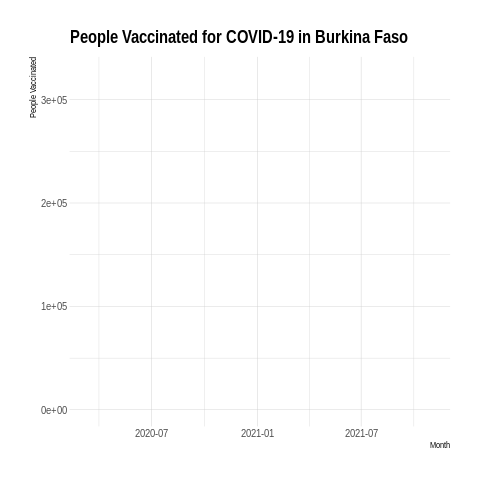 People Vaccinated for COVID-19 in Burkina Faso
People Vaccinated
3e+05
2e+05
1e+05
0e+00
2020-07 2021-01 2021-07
Month